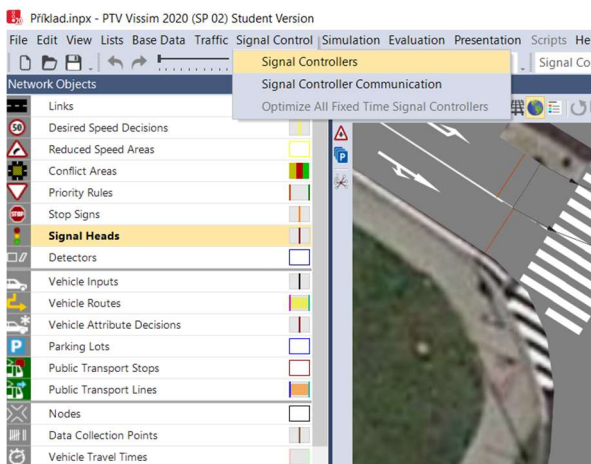 Příklad.inpx - PTV Vissim 2020 (SP 02) Student Version
File Edit View Lists Base Data Traffic Signal Control Simulation Evaluation Presentation Scripts He
Signal Controllers
Signal Co
Signal Controller Communication
Optimize All Fixed Time Signal Controllers
Network Objects
Links
50 Desired Speed Decisions
Reduced Speed Areas
Conflict Areas
Priority Rules
STOP Stop Signs
Signal Heads
Detectors
Vehicle Inputs
Vehicle Routes
Vehicle Attribute Decisions
P Parking Lots
Public Transport Stops
Public Transport Lines
Nodes
Data Collection Points
Vehicle Travel Times
P